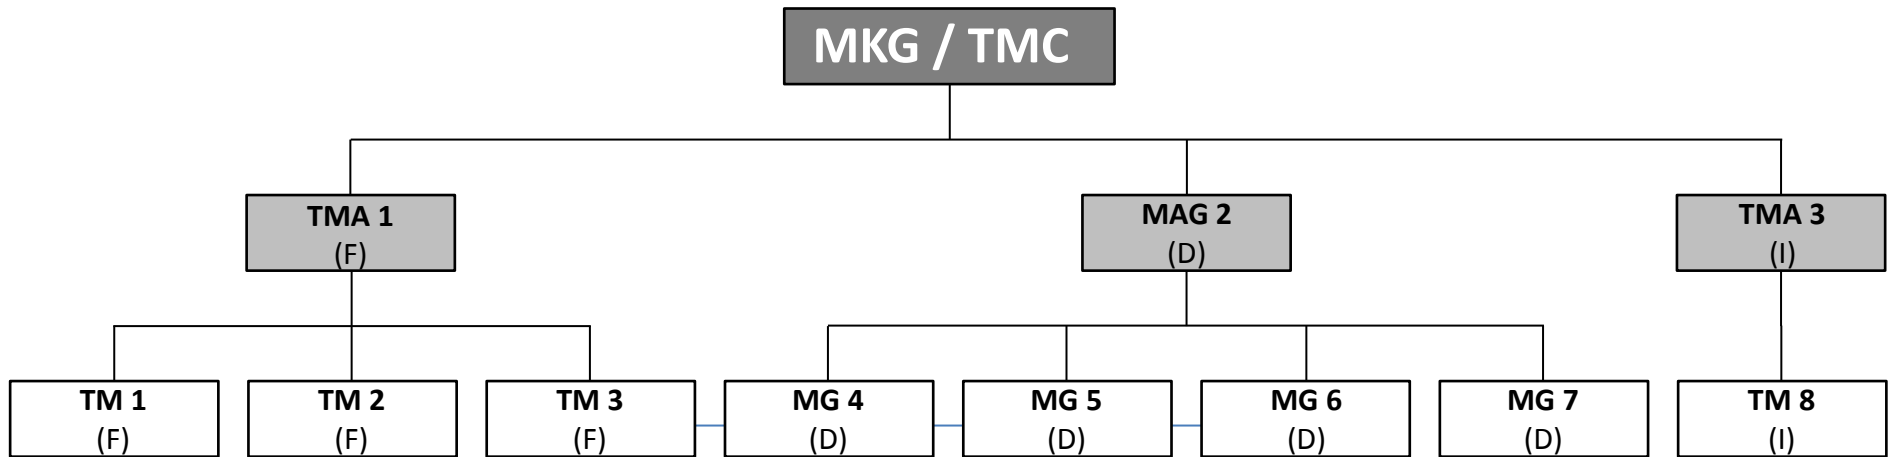 MKG / TMC
TMA 1
(F)
MAG 2
(D)
TMA 3
(I)
TM 1
(F)
TM 2
(F)
TM 3
(F)
MG 4
(D)
MG 5
(D)
MG 6
(D)
MG 7
(D)
TM 8
(I)